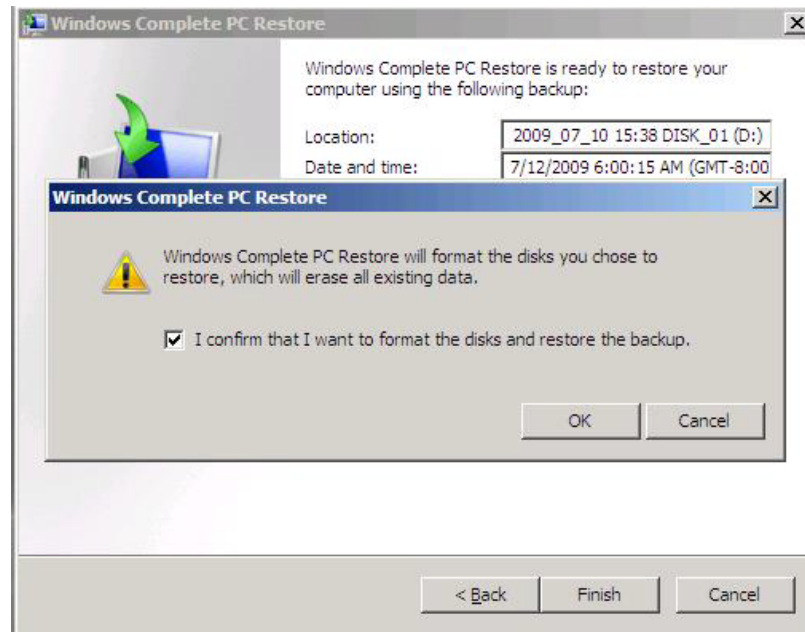 Windows Complete PC Restore
Windows Complete PC Restore is ready to restore your
computer using the following backup:
Location: 2009_07_10 15:38 DISK_01 (D:)
Date and time: 7/12/2009 6:00:15 AM (GMT-8:00
Windows Complete PC Restore
Windows Complete PC Restore will format the disks you chose to
restore, which will erase all existing data.
I confirm that I want to format the disks and restore the backup.
OK Cancel
< Back Finish Cancel